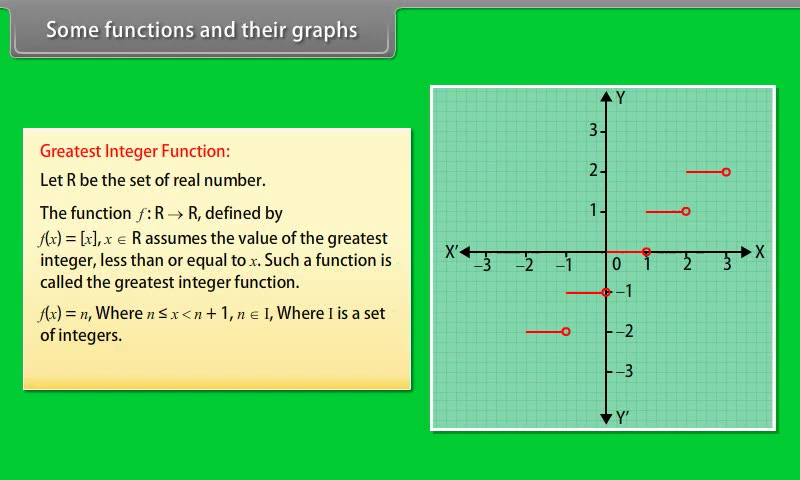 Some functions and their graphs
Greatest Integer Function:
Let R be the set of real number.
The function f : R → R, defined by
f(x) = [x], x ∈ R assumes the value of the greatest
integer, less than or equal to x. Such a function is
called the greatest integer function.
f(x) = n, Where n ≤ x < n + 1, n ∈ I, Where I is a set
of integers.
Y
3
2
1
X′ –3 –2 –1 0 1 2 3 X
–1
–2
–3
Y′